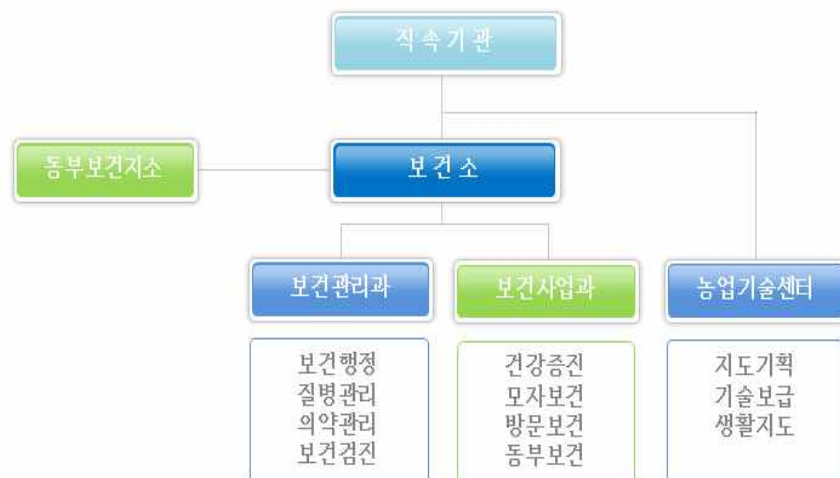 직속기관
동부보건지소
보건소
보건관리과
보건사업과
농업기술센터
보건행정
질병관리
의약관리
보건검진
건강증진
모자보건
방문보건
동부보건
지도기획
기술보급
생활지도